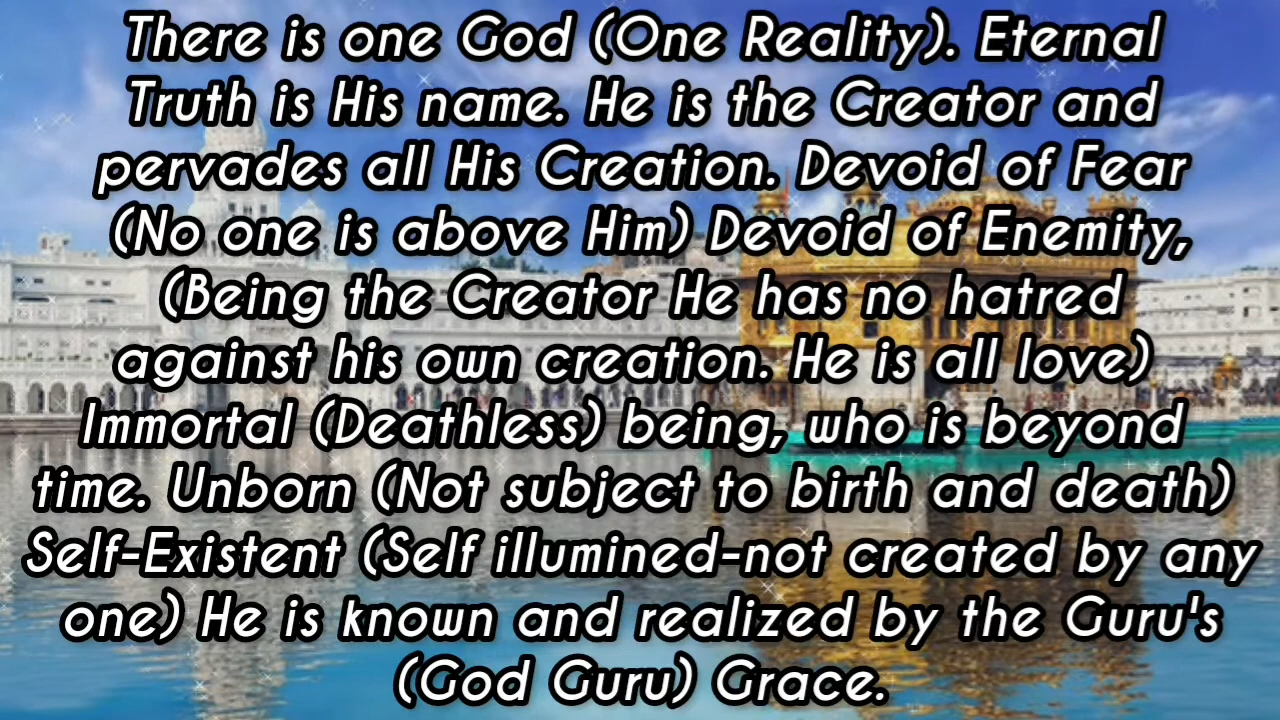 There is one God (One Reality). Eternal
Truth is His name. He is the Creator and
pervades all His Creation. Devoid of Fear
(No one is above Him) Devoid of Enemity,
(Being the Creator He has no hatred
against his own creation. He is all love)
Immortal (Deathless) being, who is beyond
time. Unborn (Not subject to birth and death)
Self-Existent (Self illumined-not created by any
one) He is known and realized by the Guru's
(God Guru) Grace.